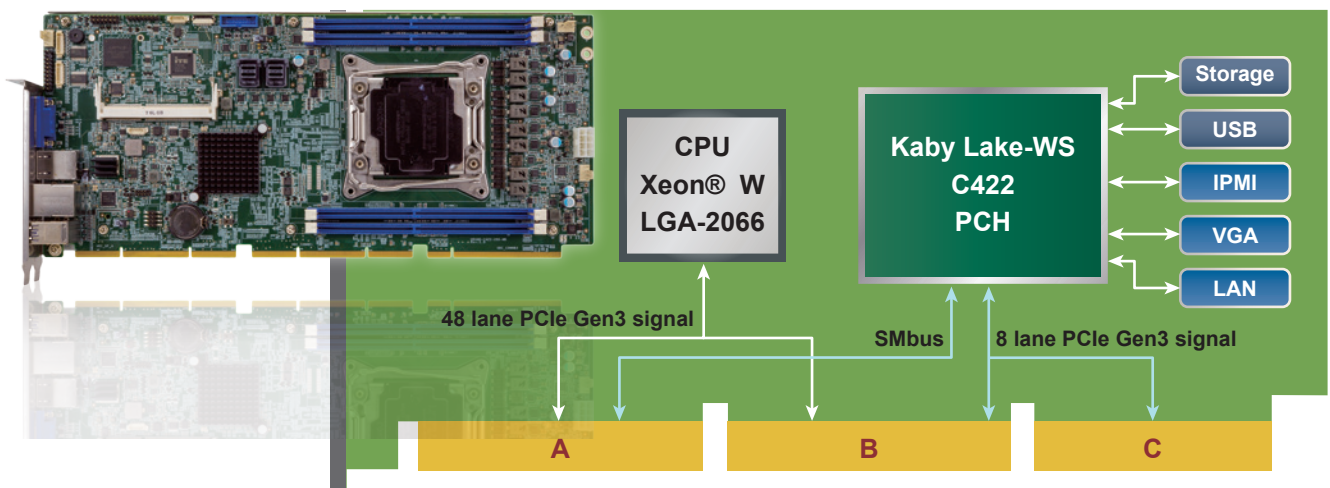 CPU
Xeon® W
LGA-2066
Kaby Lake-WS
C422
PCH
Storage
USB
IPMI
VGA
LAN
48 lane PCIe Gen3 signal
SMbus
8 lane PCIe Gen3 signal
A
B
C